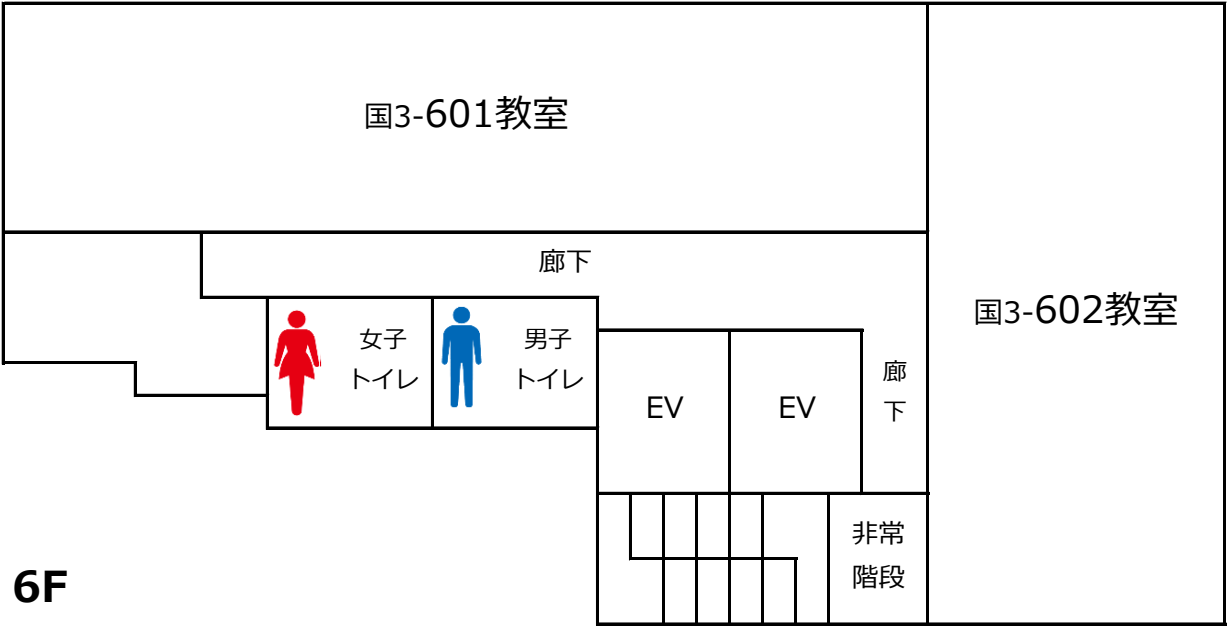 国3-601教室
廊下
国3-602教室
女子
トイレ
男子
トイレ
EV
EV
廊
下
非常
階段
6F